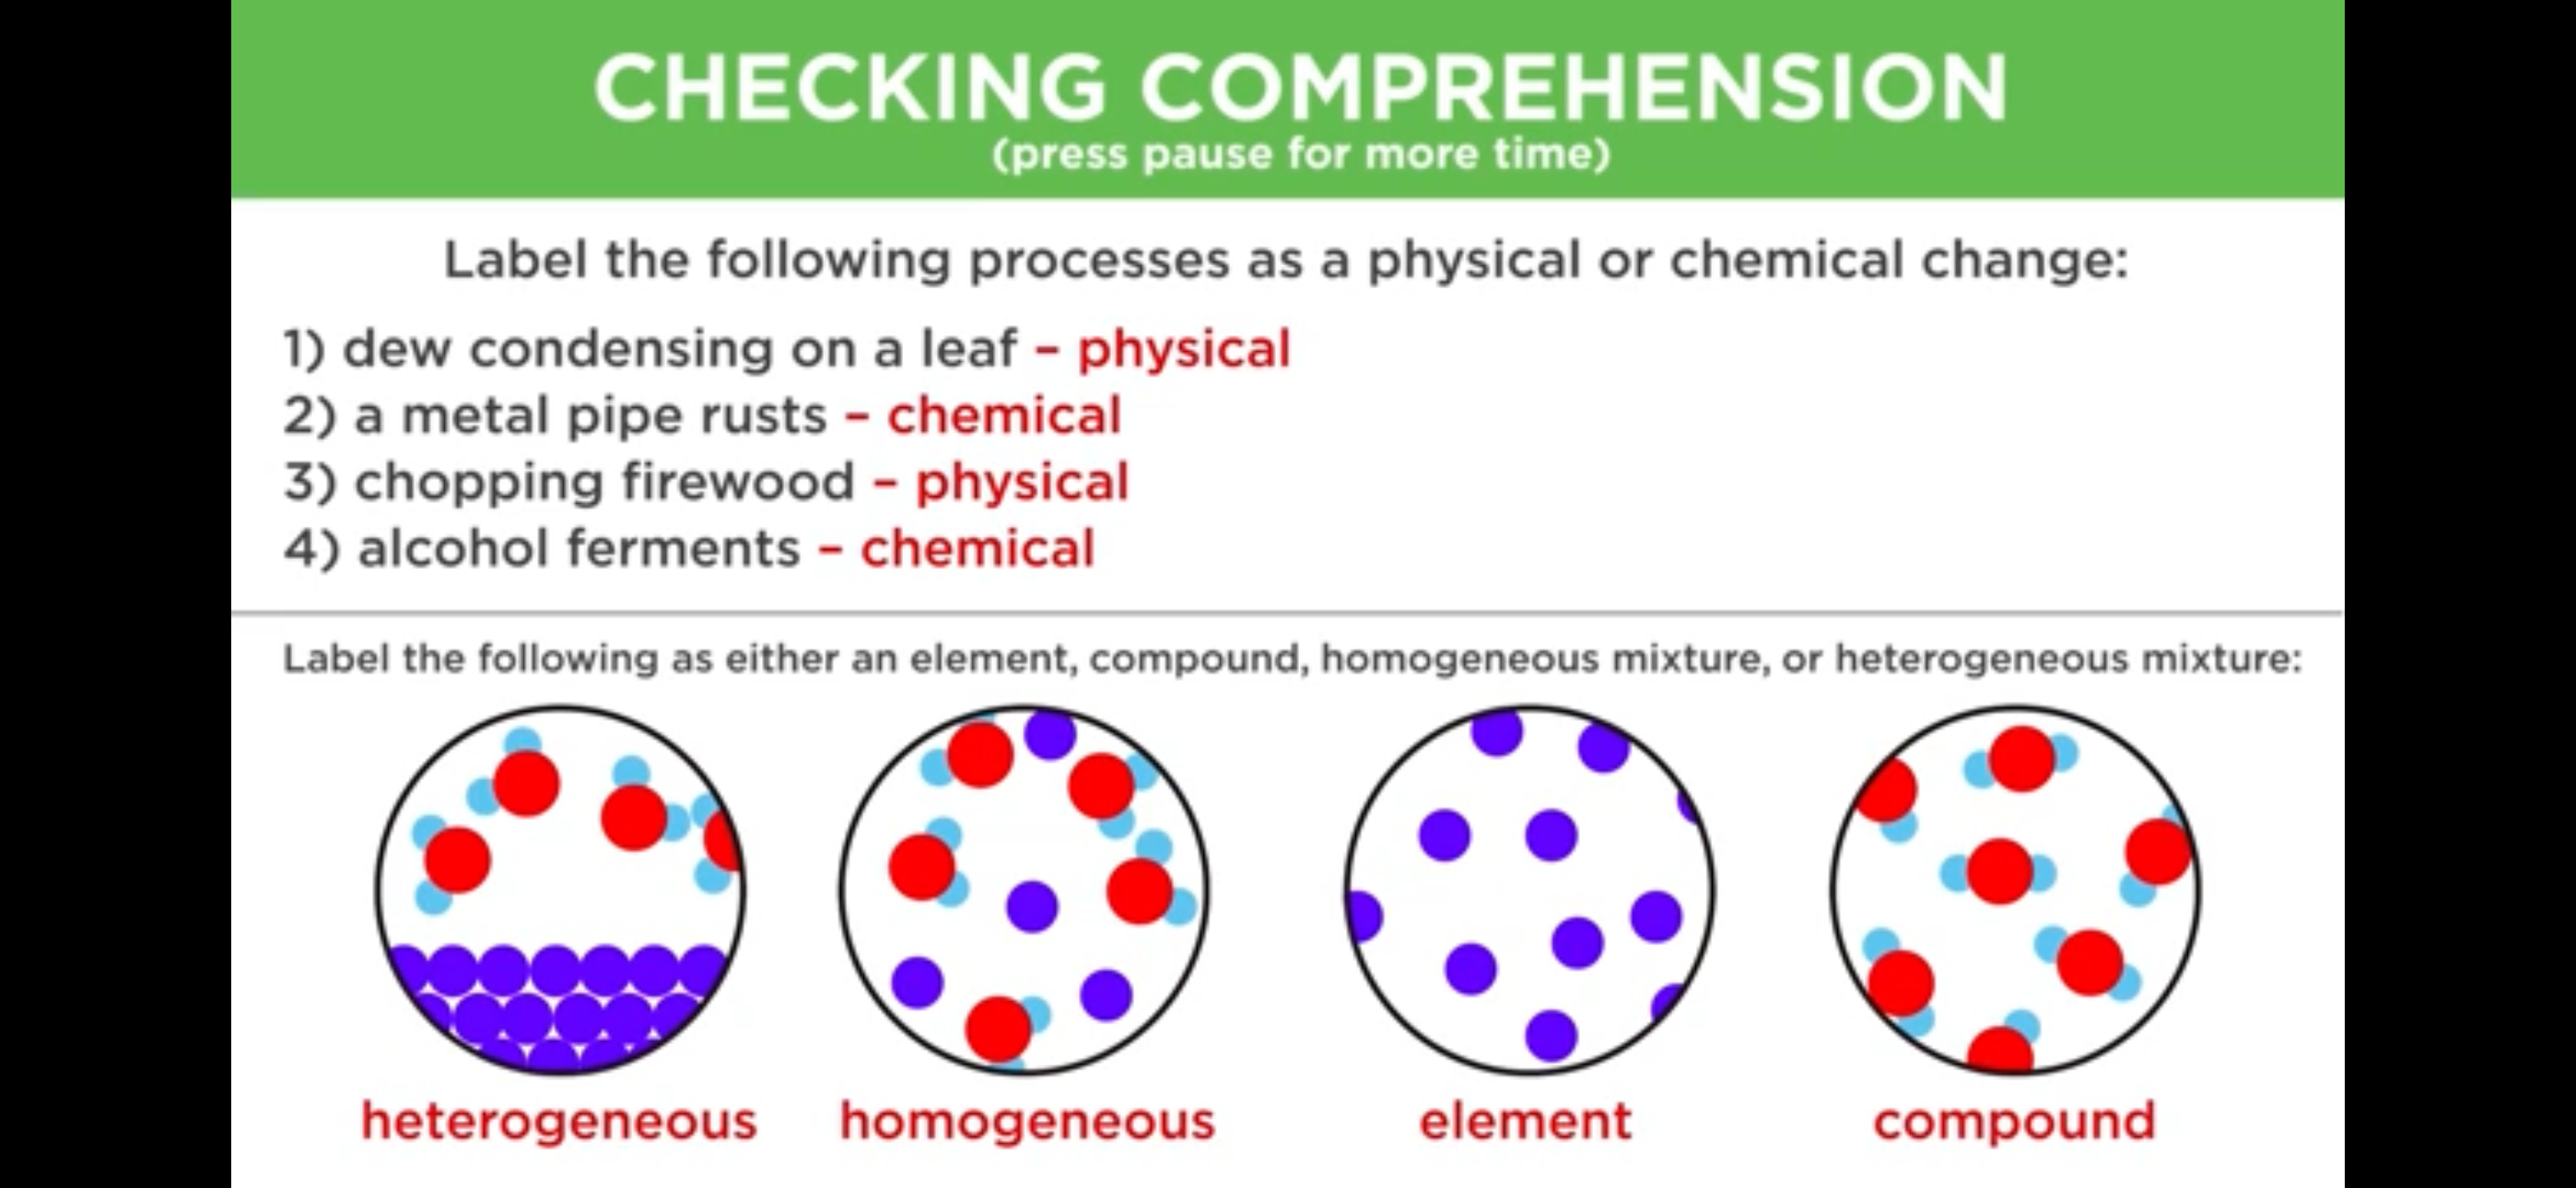 CHECKING COMPREHENSION
(press pause for more time)
Label the following processes as a physical or chemical change:
1) dew condensing on a leaf – physical
2) a metal pipe rusts – chemical
3) chopping firewood – physical
4) alcohol ferments – chemical
Label the following as either an element, compound, homogeneous mixture, or heterogeneous mixture:
heterogeneous homogeneous element compound